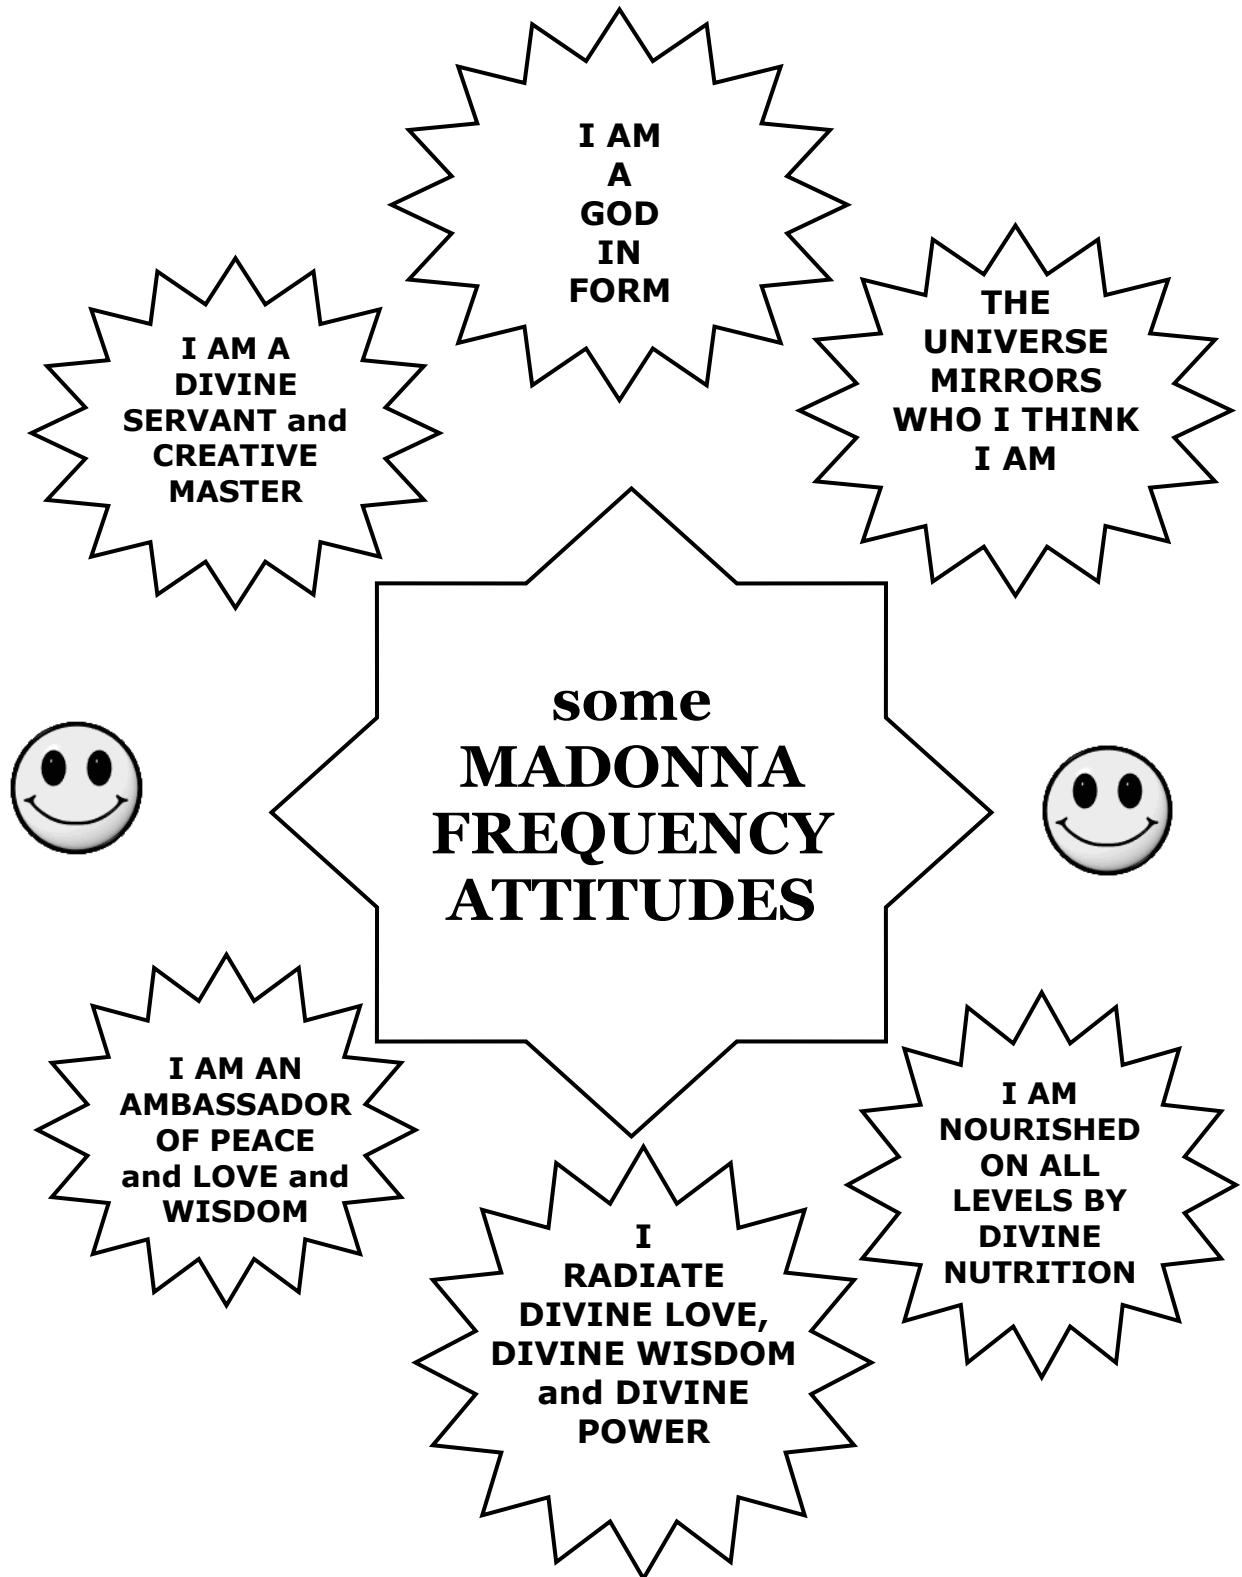 I AM
A
GOD
IN
FORM
I AM A
DIVINE
SERVANT and
CREATIVE
MASTER
THE
UNIVERSE
MIRRORS
WHO I THINK
I AM
some
MADONNA
FREQUENCY
ATTITUDES
I AM AN
AMBASSADOR
OF PEACE
and LOVE and
WISDOM
I AM
NOURISHED
ON ALL
LEVELS BY
DIVINE
NUTRITION
I
RADIATE
DIVINE LOVE,
DIVINE WISDOM
and DIVINE
POWER